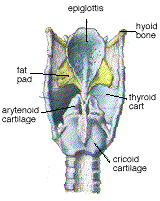 epiglottis
hyoid
bone
fat
pad
thyroid
cart
arytenoid
cartilage
cricoid
cartilage